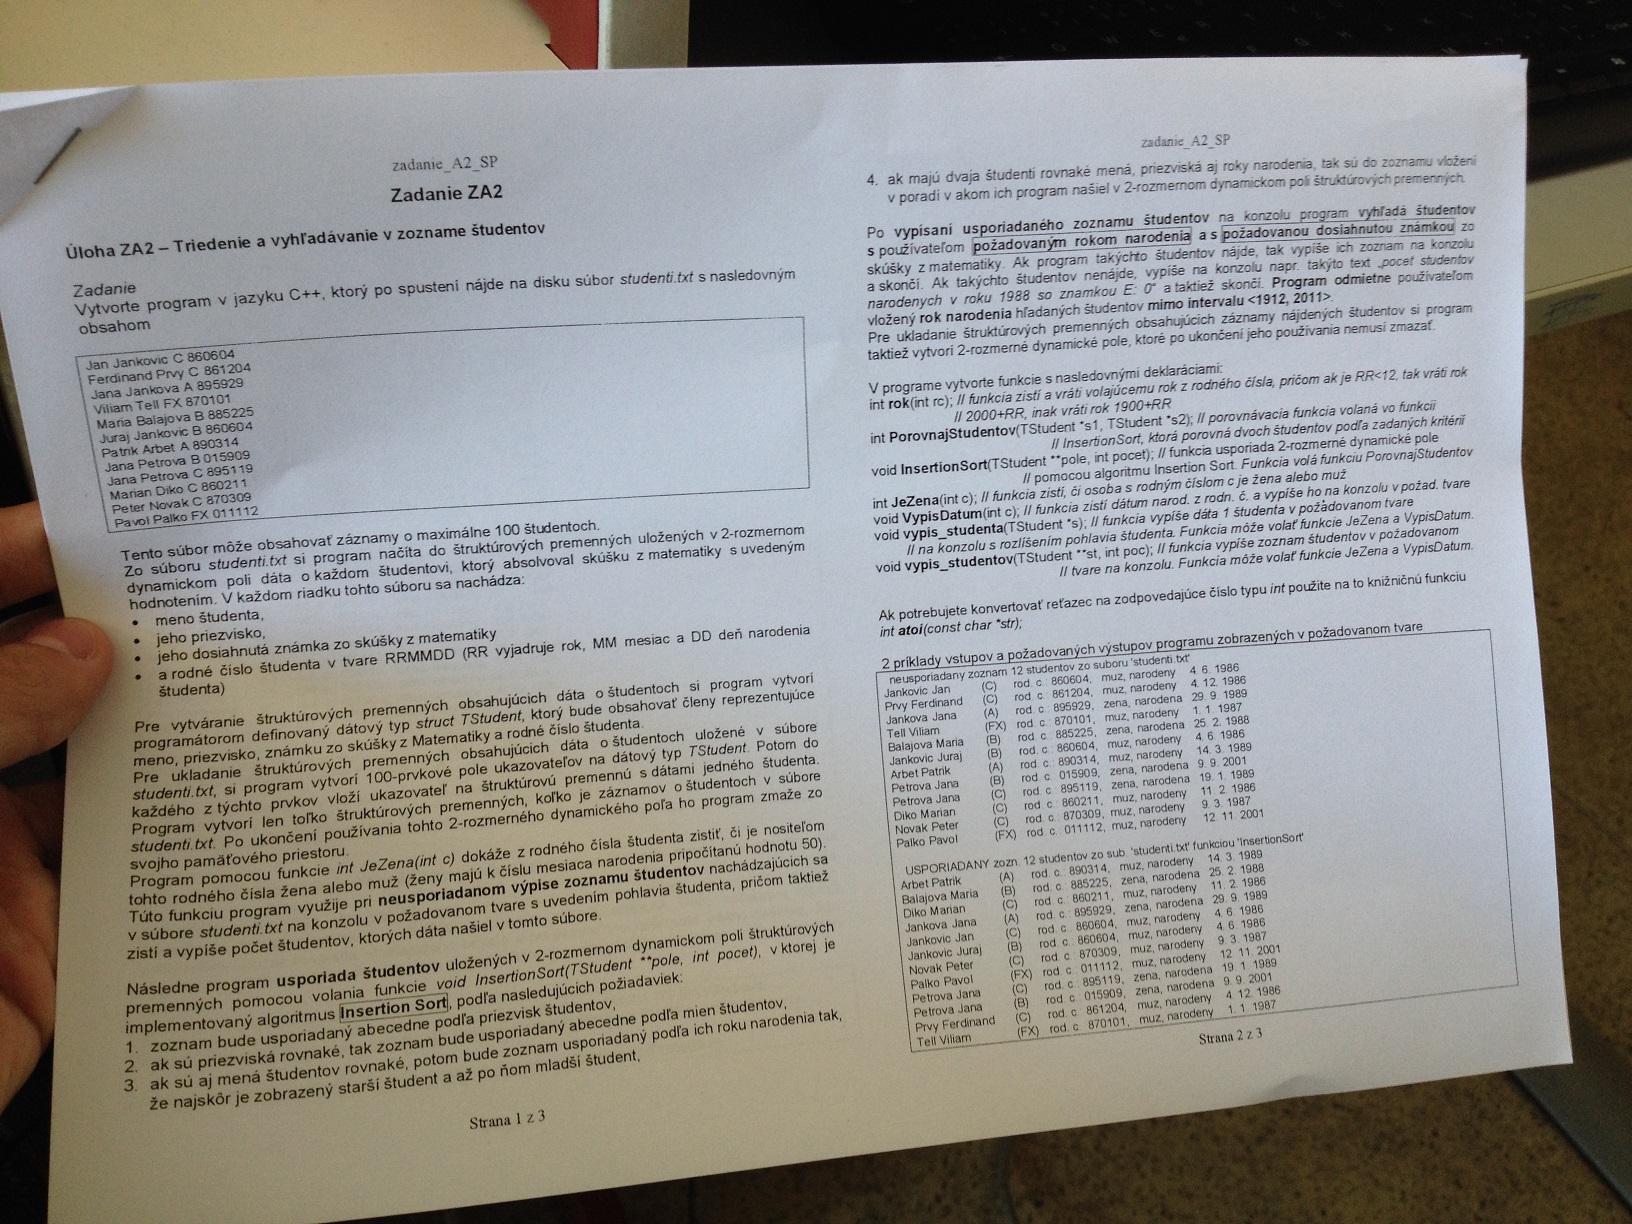 zadanie_A2_SP
Zadanie ZA2
Úloha ZA2 – Triedenie a vyhľadávanie v zozname študentov
Zadanie
Vytvorte program v jazyku C++, ktorý po spustení nájde na disku súbor studenti.txt s nasledovným
obsahom
Jan Jankovic C 860604
Ferdinand Prvy C 861204
Jana Jankova A 895929
Viliam Tell FX 870101
Maria Balajova B 885225
Juraj Jankovic B 860604
Patrik Arbet A 890314
Jana Petrova B 015909
Jana Petrova C 895119
Marian Diko C 860211
Peter Novak C 870309
Pavol Palko FX 011112
Tento súbor môže obsahovať záznamy o maximálne 100 študentoch.
Zo súboru studenti.txt si program načíta do štruktúrových premenných uložených v 2-rozmernom
dynamickom poli dáta o každom študentovi, ktorý absolvoval skúšku z matematiky s uvedeným
hodnotením. V každom riadku tohto súboru sa nachádza:
• meno študenta,
• jeho priezvisko,
• jeho dosiahnutá známka zo skúšky z matematiky
• a rodné číslo študenta v tvare RRMMDD (RR vyjadruje rok, MM mesiac a DD deň narodenia
študenta)
Pre vytváranie štruktúrových premenných obsahujúcich dáta o študentoch si program vytvorí
programátorom definovaný dátový typ struct TStudent, ktorý bude obsahovať členy reprezentujúce
meno, priezvisko, známku zo skúšky z Matematiky a rodné číslo študenta.
Pre ukladanie štruktúrových premenných obsahujúcich dáta o študentoch uložené v súbore
studenti.txt, si program vytvorí 100-prvkové pole ukazovateľov na dátový typ TStudent. Potom do
každého z týchto prvkov vloží ukazovateľ na štruktúrovú premennú s dátami jedného študenta.
Program vytvorí len toľko štruktúrových premenných, koľko je záznamov o študentoch v súbore
studenti.txt. Po ukončení používania tohto 2-rozmerného dynamického poľa ho program zmaže zo
svojho pamäťového priestoru.
Program pomocou funkcie int JeZena(int c) dokáže z rodného čísla študenta zistiť, či je nositeľom
tohto rodného čísla žena alebo muž (ženy majú k číslu mesiaca narodenia pripočítanú hodnotu 50).
Túto funkciu program využije pri neusporiadanom výpise zoznamu študentov nachádzajúcich sa
v súbore studenti.txt na konzolu v požadovanom tvare s uvedením pohlavia študenta, pričom taktiež
zistí a vypíše počet študentov, ktorých dáta našiel v tomto súbore.
Následne program usporiada študentov uložených v 2-rozmernom dynamickom poli štruktúrových
premenných pomocou volania funkcie void InsertionSort(TStudent **pole, int pocet), v ktorej je
implementovaný algoritmus Insertion Sort, podľa nasledujúcich požiadaviek:
1. zoznam bude usporiadaný abecedne podľa priezvisk študentov,
2. ak sú priezviská rovnaké, tak zoznam bude usporiadaný abecedne podľa mien študentov,
3. ak sú aj mená študentov rovnaké, potom bude zoznam usporiadaný podľa ich roku narodenia tak,
že najskôr je zobrazený starší študent a až po ňom mladší študent,
Strana 1 z 3
zadanie_A2_SP
4. ak majú dvaja študenti rovnaké mená, priezviská aj roky narodenia, tak sú do zoznamu vložení
v poradí v akom ich program našiel v 2-rozmernom dynamickom poli štruktúrových premenných.
Po vypísaní usporiadaného zoznamu študentov na konzolu program vyhľadá študentov
s používateľom požadovaným rokom narodenia a s požadovanou dosiahnutou známkou zo
skúšky z matematiky. Ak program takýchto študentov nájde, tak vypíše ich zoznam na konzolu
a skončí. Ak takýchto študentov nenájde, vypíše na konzolu napr. takýto text „pocet studentov
narodenych v roku 1988 so znamkou E: 0“ a taktiež skončí. Program odmietne používateľom
vložený rok narodenia hľadaných študentov mimo intervalu <1912, 2011>.
Pre ukladanie štruktúrových premenných obsahujúcich záznamy nájdených študentov si program
taktiež vytvorí 2-rozmerné dynamické pole, ktoré po ukončení jeho používania nemusí zmazať.
V programe vytvorte funkcie s nasledovnými deklaráciami:
int rok(int rc); // funkcia zistí a vráti volajúcemu rok z rodného čísla, pričom ak je RR<12, tak vráti rok
// 2000+RR, inak vráti rok 1900+RR
int PorovnajStudentov(TStudent *s1, TStudent *s2); // porovnávacia funkcia volaná vo funkcii
// InsertionSort, ktorá porovná dvoch študentov podľa zadaných kritérií
void InsertionSort(TStudent **pole, int pocet); // funkcia usporiada 2-rozmerné dynamické pole
// pomocou algoritmu Insertion Sort. Funkcia volá funkciu PorovnajStudentov
int JeZena(int c); // funkcia zistí, či osoba s rodným číslom c je žena alebo muž
void VypisDatum(int c); // funkcia zistí dátum narod. z rodn. č. a vypíše ho na konzolu v požad. tvare
void vypis_studenta(TStudent *s); // funkcia vypíše dáta 1 študenta v požadovanom tvare
// na konzolu s rozlíšením pohlavia študenta. Funkcia môže volať funkcie JeZena a VypisDatum.
void vypis_studentov(TStudent **st, int poc); // funkcia vypíše zoznam študentov v požadovanom
// tvare na konzolu. Funkcia môže volať funkcie JeZena a VypisDatum.
Ak potrebujete konvertovať reťazec na zodpovedajúce číslo typu int použite na to knižničnú funkciu
int atoi(const char *str);
2 príklady vstupov a požadovaných výstupov programu zobrazených v požadovanom tvare
neusporiadany zoznam 12 studentov zo suboru 'studenti.txt'
Jankovic Jan (C) rod. c.: 860604, muz, narodeny 4. 6. 1986
Prvy Ferdinand (C) rod. c.: 861204, muz, narodeny 4. 12. 1986
Jankova Jana (A) rod. c.: 895929, zena, narodena 29. 9. 1989
Tell Viliam (FX) rod. c.: 870101, muz, narodeny 1. 1. 1987
Balajova Maria (B) rod. c.: 885225, zena, narodena 25. 2. 1988
Jankovic Juraj (B) rod. c.: 860604, muz, narodeny 4. 6. 1986
Arbet Patrik (A) rod. c.: 890314, muz, narodeny 14. 3. 1989
Petrova Jana (B) rod. c.: 015909, zena, narodena 9. 9. 2001
Petrova Jana (C) rod. c.: 895119, zena, narodena 19. 1. 1989
Diko Marian (C) rod. c.: 860211, muz, narodeny 11. 2. 1986
Novak Peter (C) rod. c.: 870309, muz, narodeny 9. 3. 1987
Palko Pavol (FX) rod. c.: 011112, muz, narodeny 12. 11. 2001
USPORIADANY zozn. 12 studentov zo sub. 'studenti.txt' funkciou 'InsertionSort'
Arbet Patrik (A) rod. c.: 890314, muz, narodeny 14. 3. 1989
Balajova Maria (B) rod. c.: 885225, zena, narodena 25. 2. 1988
Diko Marian (C) rod. c.: 860211, muz, narodeny 11. 2. 1986
Jankova Jana (A) rod. c.: 895929, zena, narodena 29. 9. 1989
Jankovic Jan (C) rod. c.: 860604, muz, narodeny 4. 6. 1986
Jankovic Juraj (B) rod. c.: 860604, muz, narodeny 4. 6. 1986
Novak Peter (C) rod. c.: 870309, muz, narodeny 9. 3. 1987
Palko Pavol (FX) rod. c.: 011112, muz, narodeny 12. 11. 2001
Petrova Jana (C) rod. c.: 895119, zena, narodena 19. 1. 1989
Petrova Jana (B) rod. c.: 015909, zena, narodena 9. 9. 2001
Prvy Ferdinand (C) rod. c.: 861204, muz, narodeny 4. 12. 1986
Tell Viliam (FX) rod. c.: 870101, muz, narodeny 1. 1. 1987
Strana 2 z 3